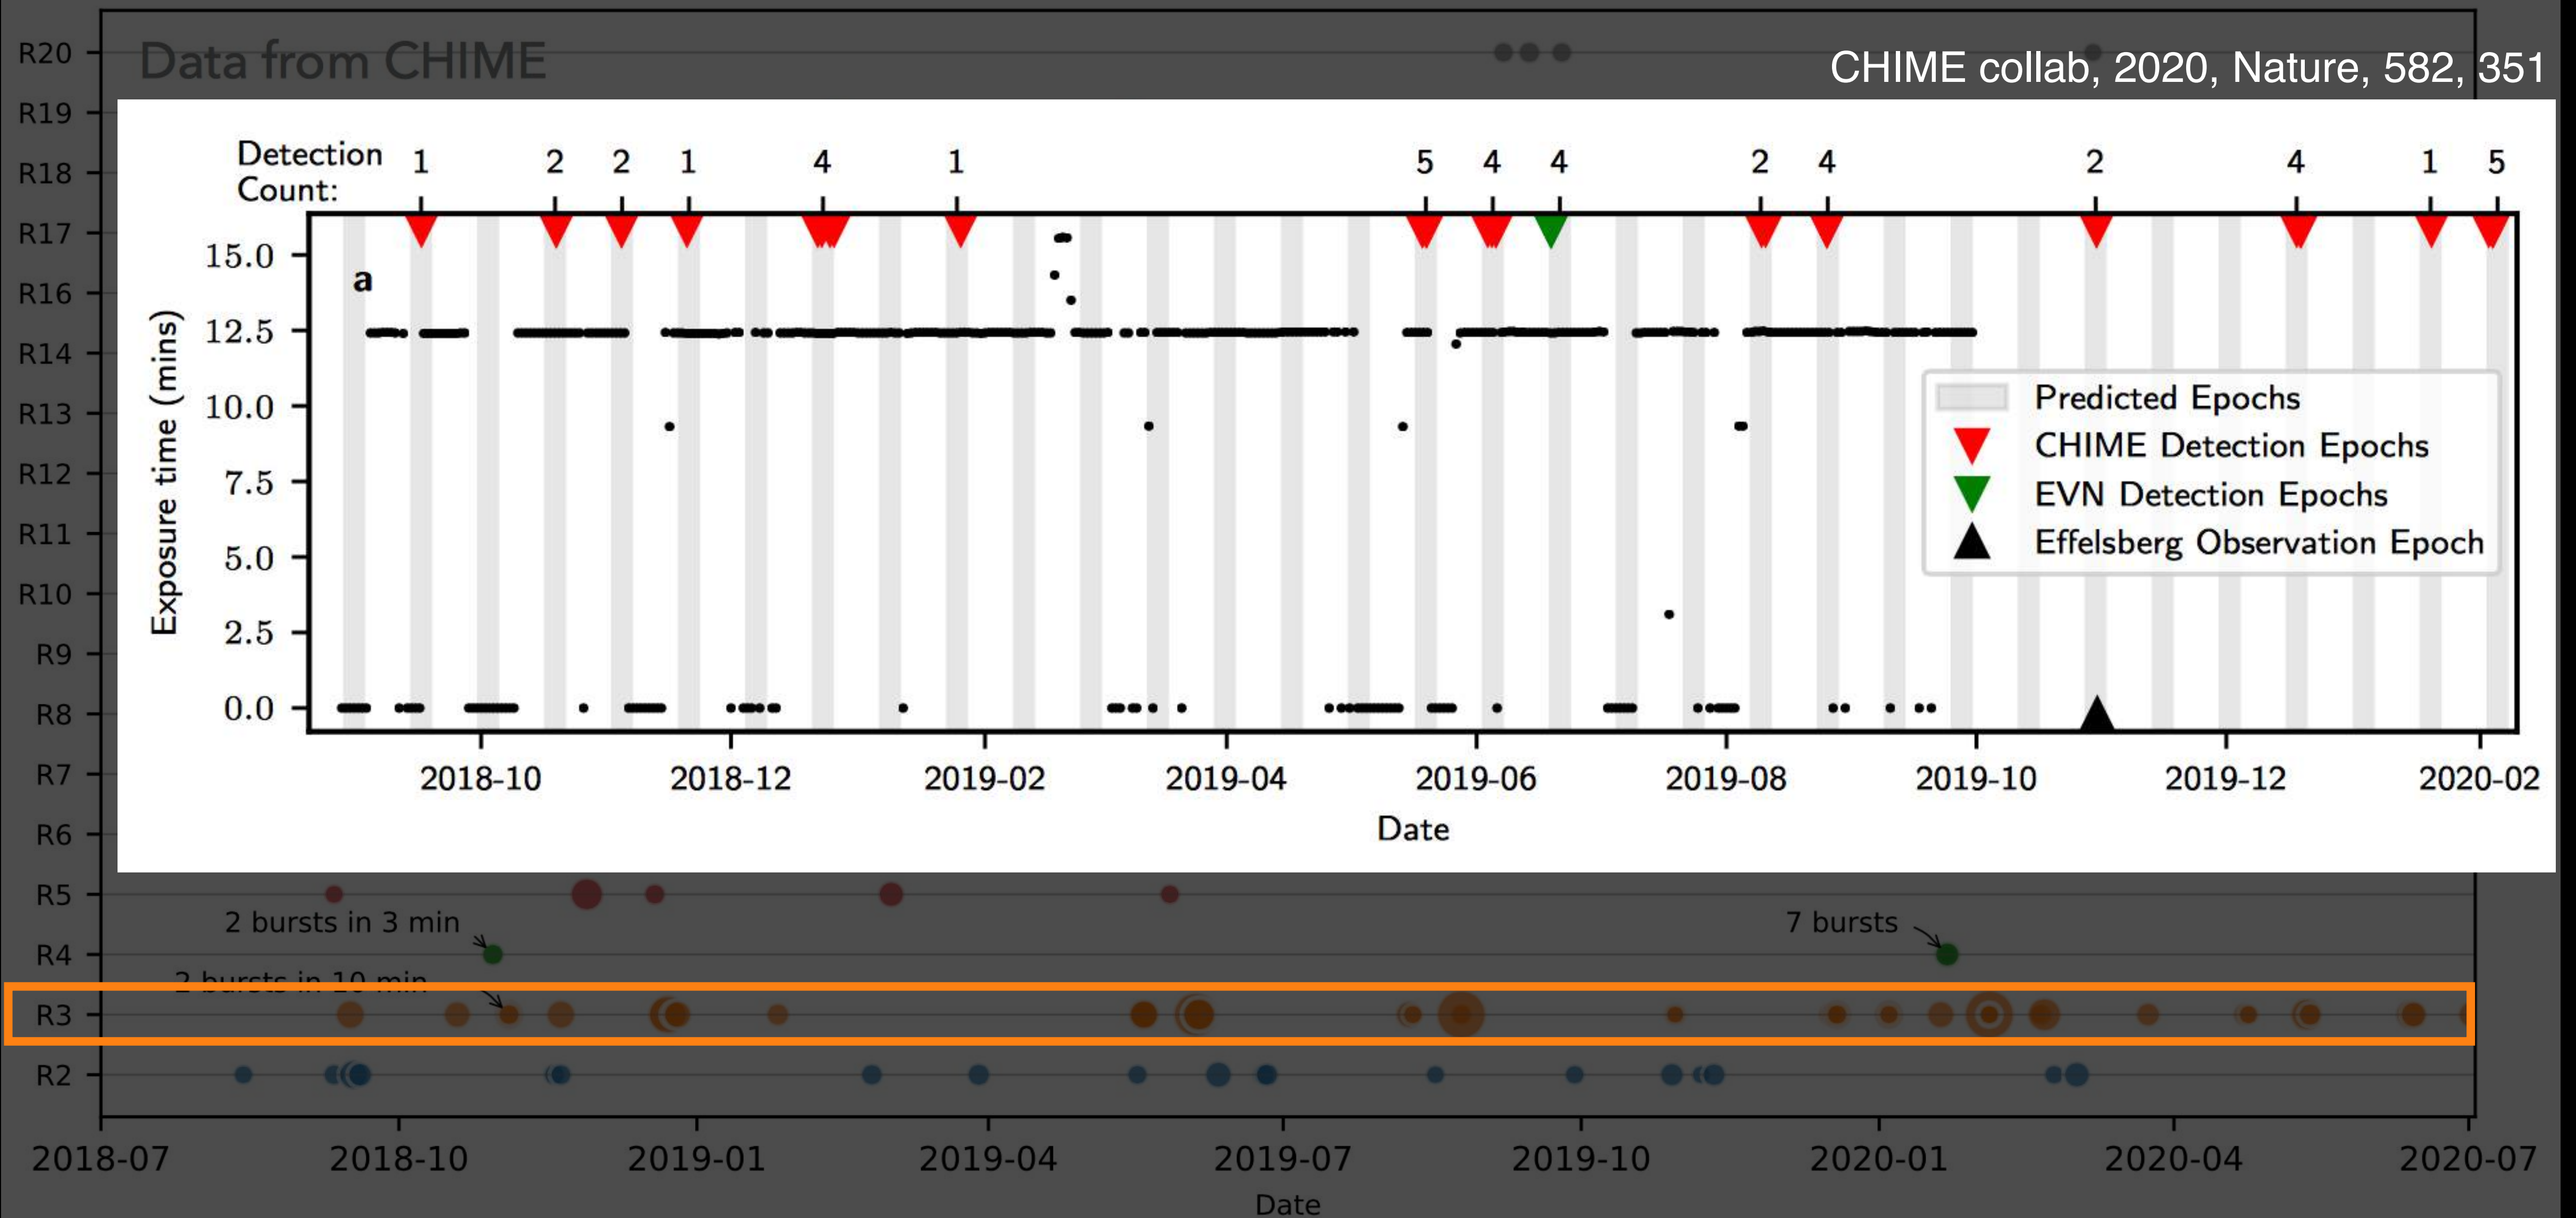 Data from CHIME
CHIME collab, 2020, Nature, 582, 351
R20
R19
R18
R17
R16
R15
R14
R13
R12
R11
R10
R9
R8
R7
R6
R5
R4
R3
R2
Detection
Count:
1 2 2 1 4 1 5 4 4 2 4 2 4 1 5
a
Exposure time (mins)
15.0
12.5
10.0
7.5
5.0
2.5
0.0
Predicted Epochs
CHIME Detection Epochs
EVN Detection Epochs
Effelsberg Observation Epoch
2018-10 2018-12 2019-02 2019-04 2019-06 2019-08 2019-10 2019-12 2020-02
Date
2 bursts in 3 min
7 bursts
2 bursts in 10 min
2018-07 2018-10 2019-01 2019-04 2019-07 2019-10 2020-01 2020-04 2020-07
Date